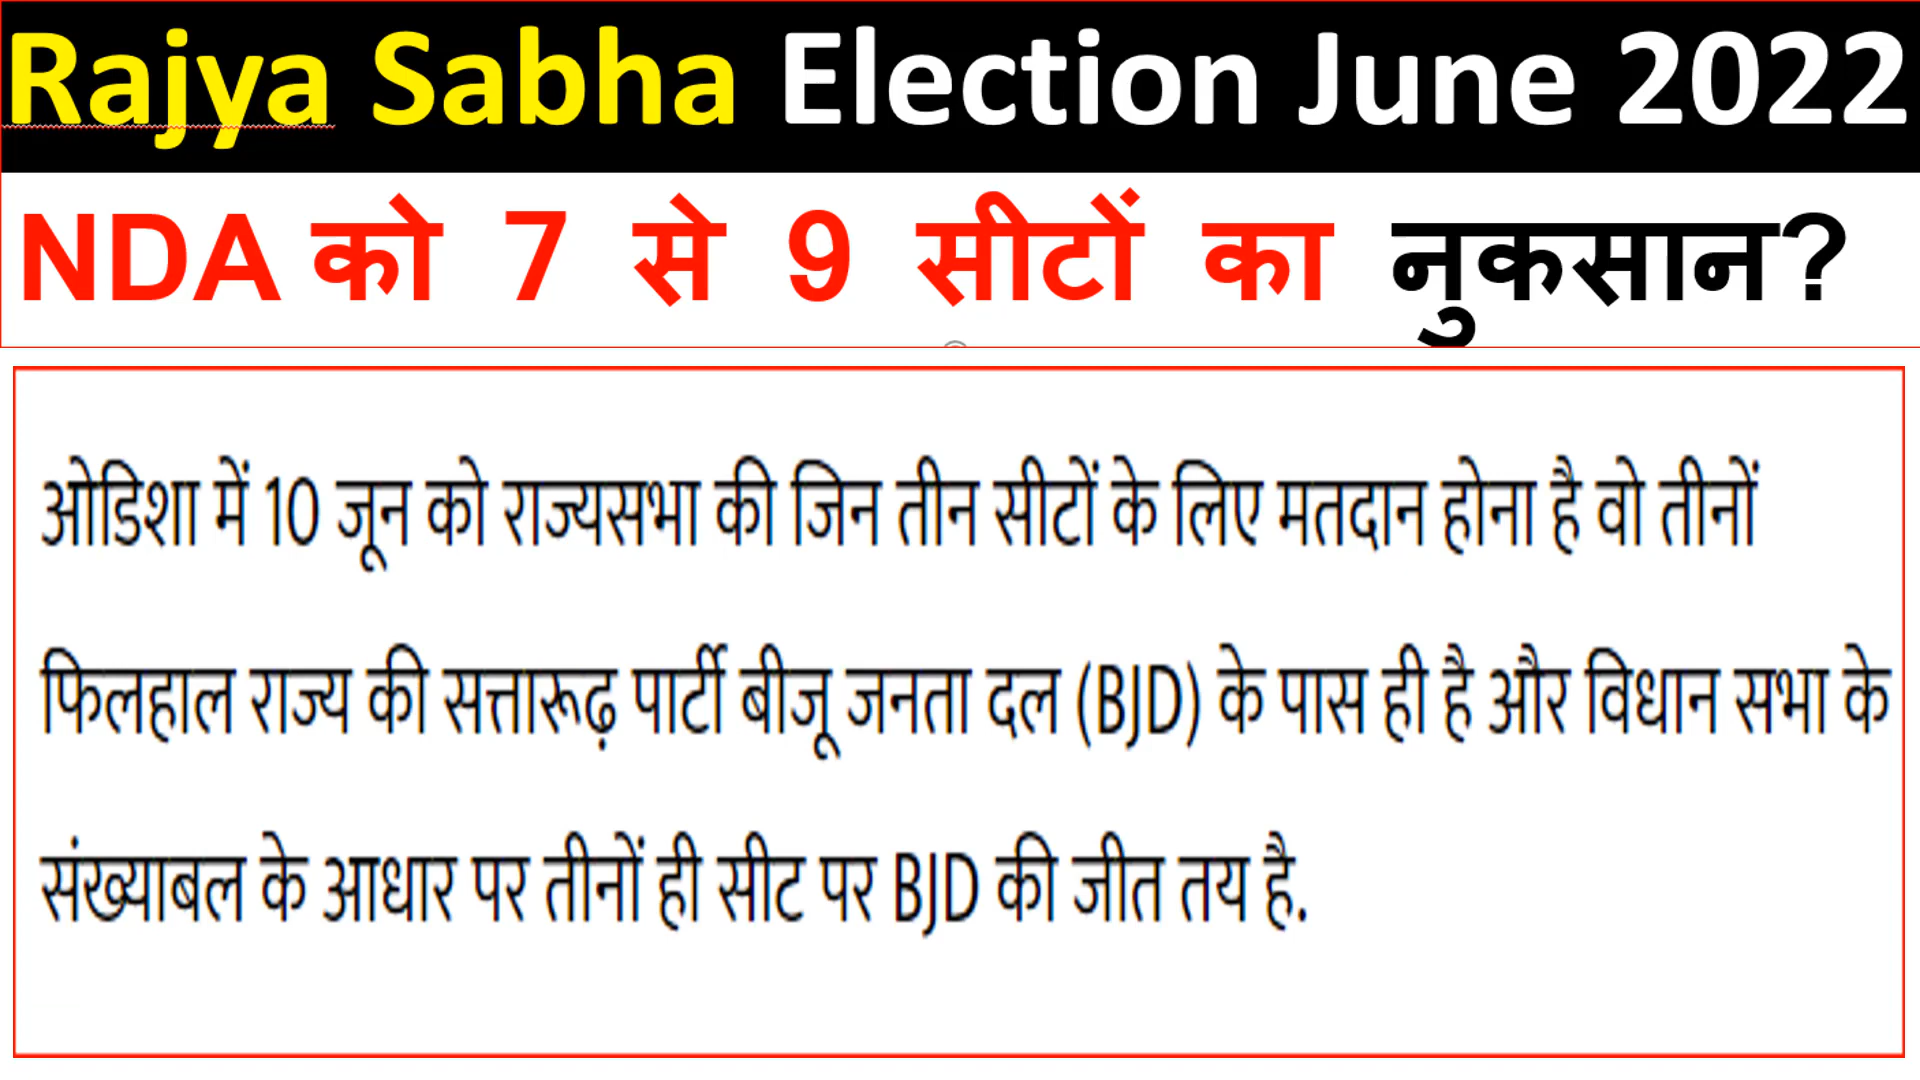 Rajya Sabha Election June 2022
NDA को 7 से 9 सीटों का नुकसान?
ओडिशा में 10 जून को राज्यसभा की जिन तीन सीटों के लिए मतदान होना है वो तीनों
फिलहाल राज्य की सत्तारूढ़ पार्टी बीजू जनता दल (BJD) के पास ही है और विधान सभा के
संख्याबल के आधार पर तीनों ही सीट पर BJD की जीत तय है.